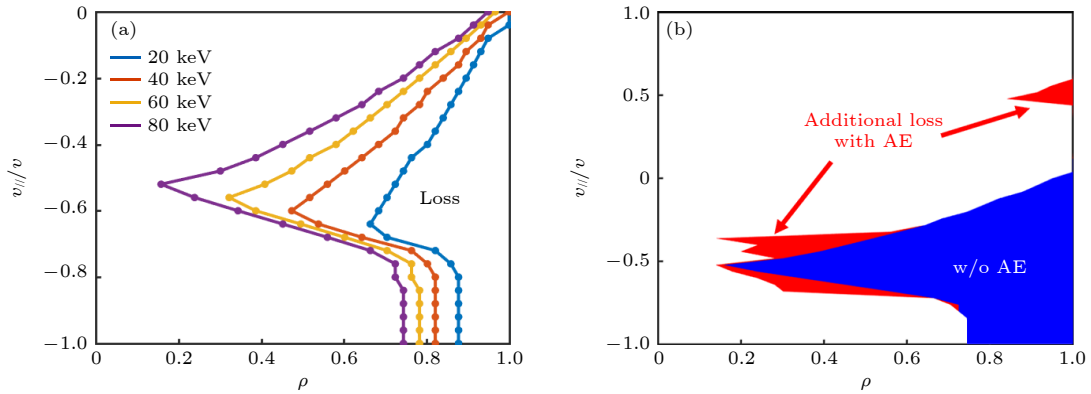 (a)
20 keV
40 keV
60 keV
80 keV
Loss
0
−0.2
−0.4
−0.6
−0.8
−1.0
v///v
0
0.2
0.4
0.6
0.8
1.0
ρ
(b)
Additional loss
with AE
w/o AE
1.0
0.5
0
−0.5
−1.0
v///v
0
0.2
0.4
0.6
0.8
1.0
ρ